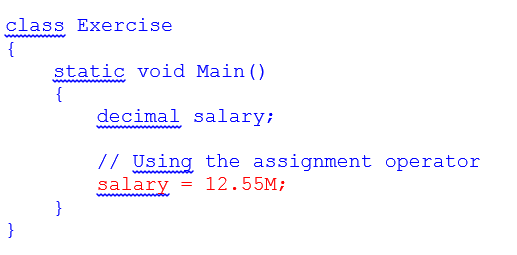 class Exercise
{
static void Main()
{
decimal salary;
// Using the assignment operator
salary = 12.55M;
}
}